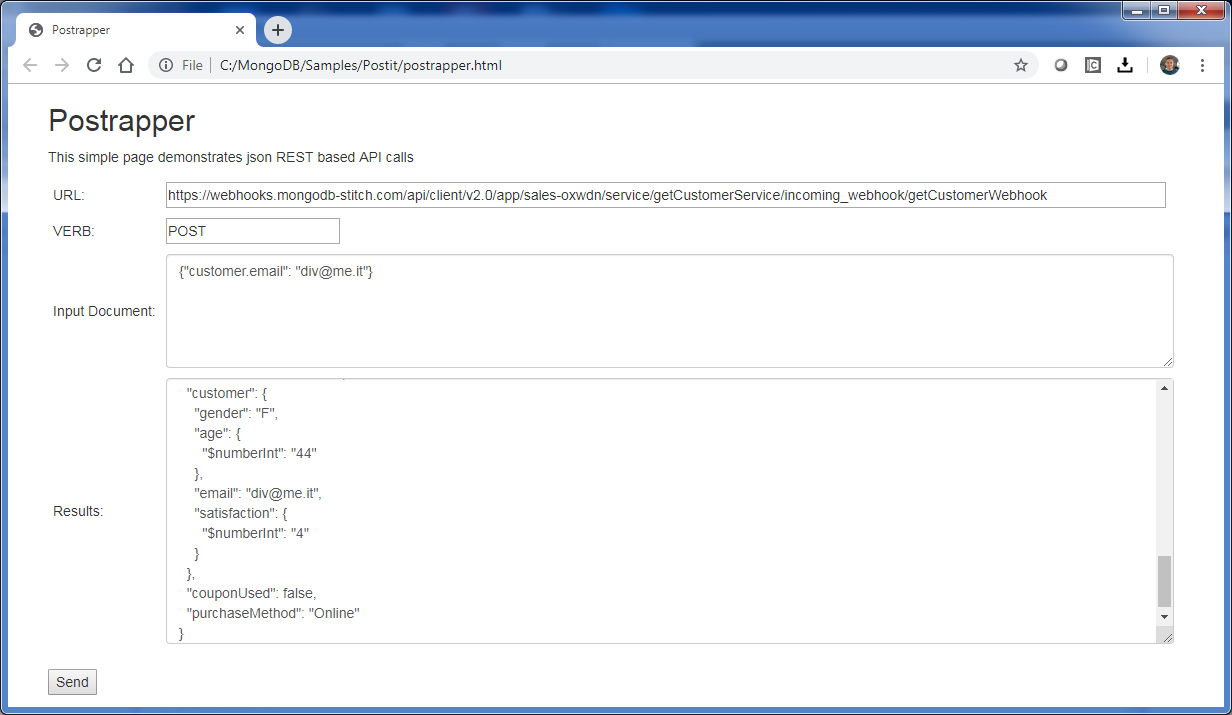 Postrapper
File C:/MongoDB/Samples/Postit/postrapper.html
Postrapper
This simple page demonstrates json REST based API calls
URL: https://webhooks.mongodb-stitch.com/api/client/v2.0/app/sales-oxwdn/service/getCustomerService/incoming_webhook/getCustomerWebhook
VERB: POST
{"customer.email": "div@me.it"}
Input Document:
"customer": {
"gender": "F",
"age": {
"$numberInt": "44"
},
"email": "div@me.it",
"satisfaction": {
Results:
"$numberInt": "4"
}
},
"couponUsed": false,
"purchaseMethod": "Online"
}
Send